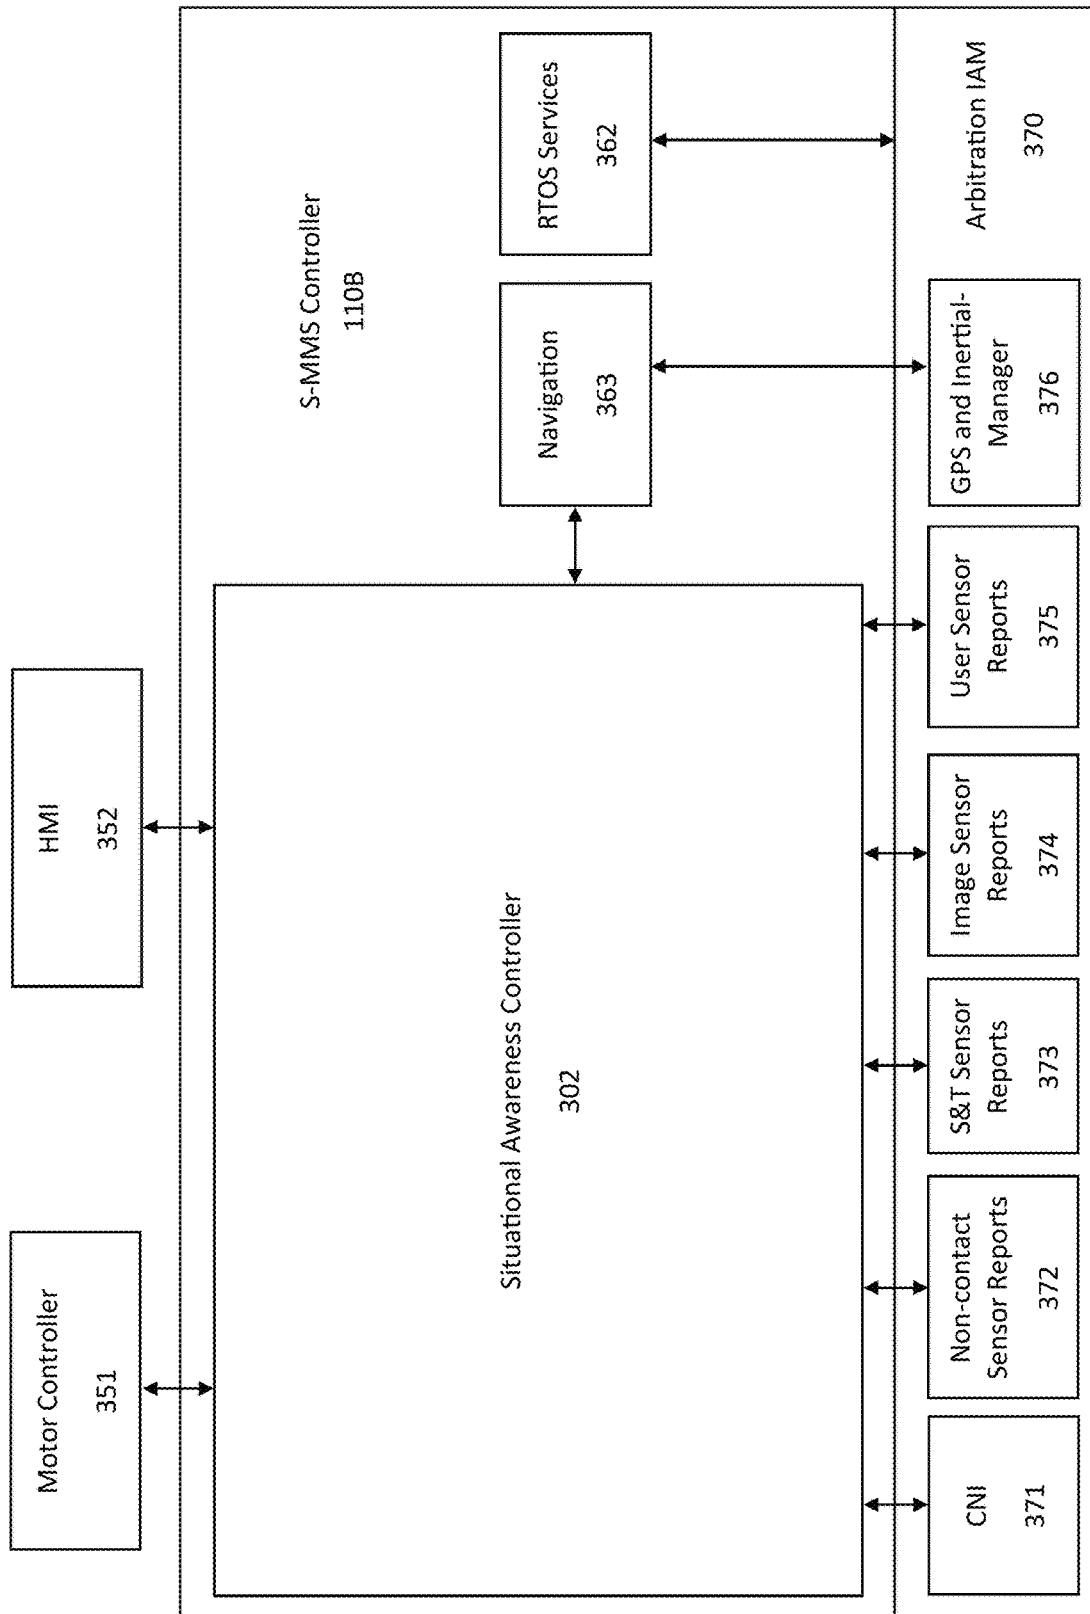 Motor Controller
351
HMI
352
S-MMS Controller
110B
Situational Awareness Controller
302
Navigation
363
RTOS Services
362
CNI
371
Non-contact
Sensor Reports
372
S&T Sensor
Reports
373
Image Sensor
Reports
374
User Sensor
Reports
375
GPS and Inertial-
Manager
376
Arbitration IAM
370